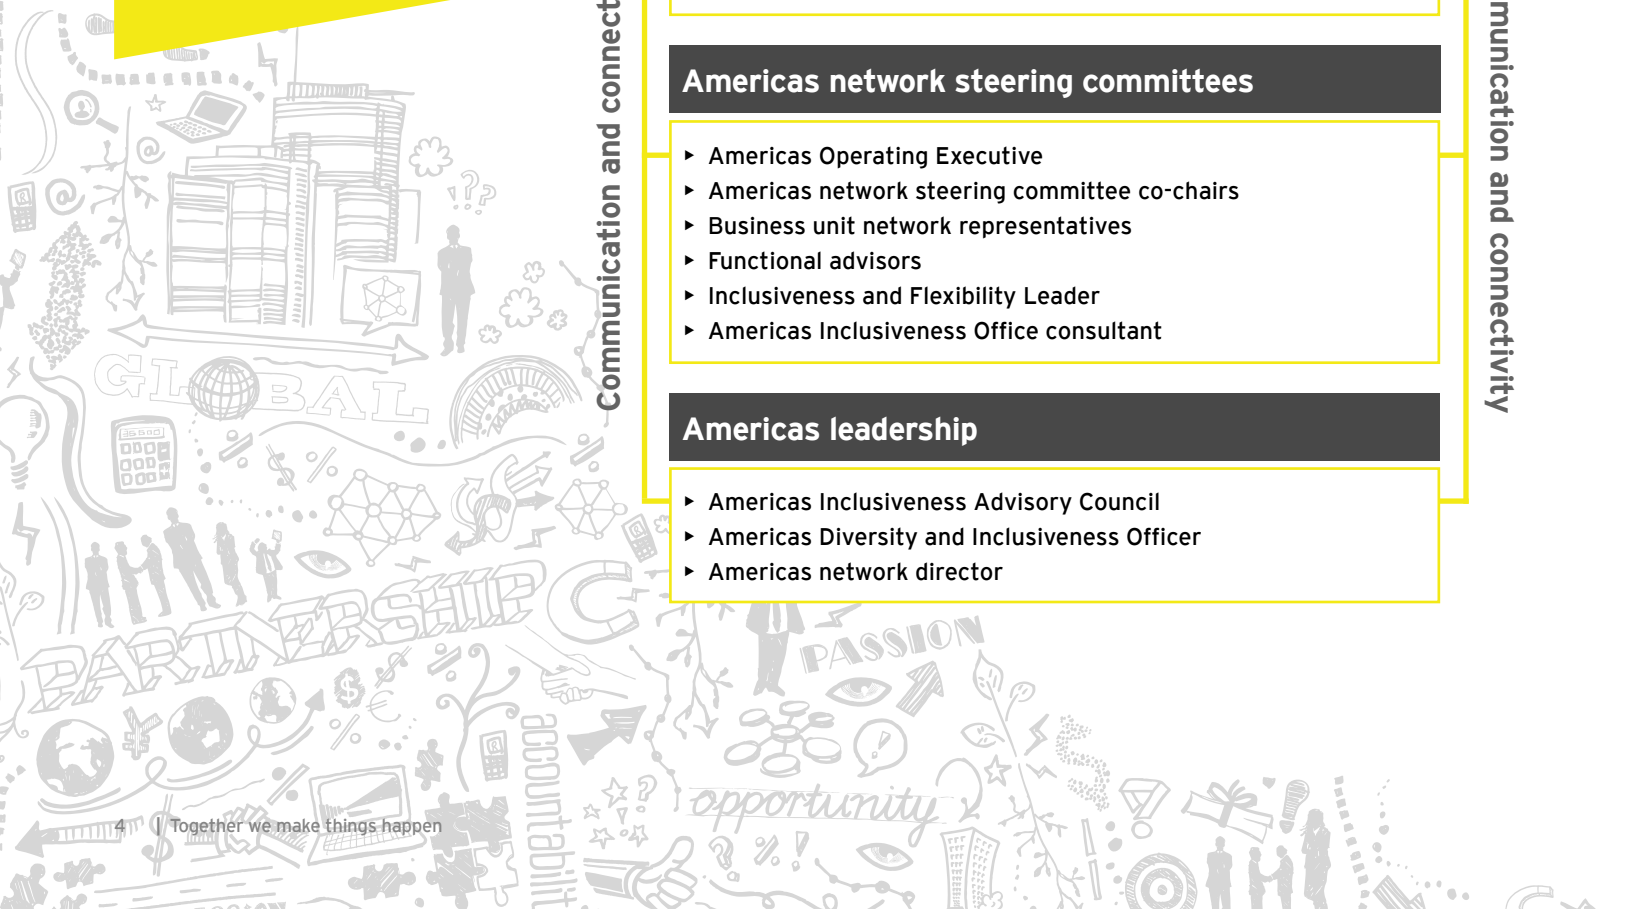 Communication and connect
munication and connectivity
Americas network steering committees
▸ Americas Operating Executive
▸ Americas network steering committee co-chairs
▸ Business unit network representatives
▸ Functional advisors
▸ Inclusiveness and Flexibility Leader
▸ Americas Inclusiveness Office consultant
Americas leadership
▸ Americas Inclusiveness Advisory Council
▸ Americas Diversity and Inclusiveness Officer
▸ Americas network director
GLOBAL
PARTNERSHIP
PASSION
accountabilit
opportunity
4 | Together we make things happen